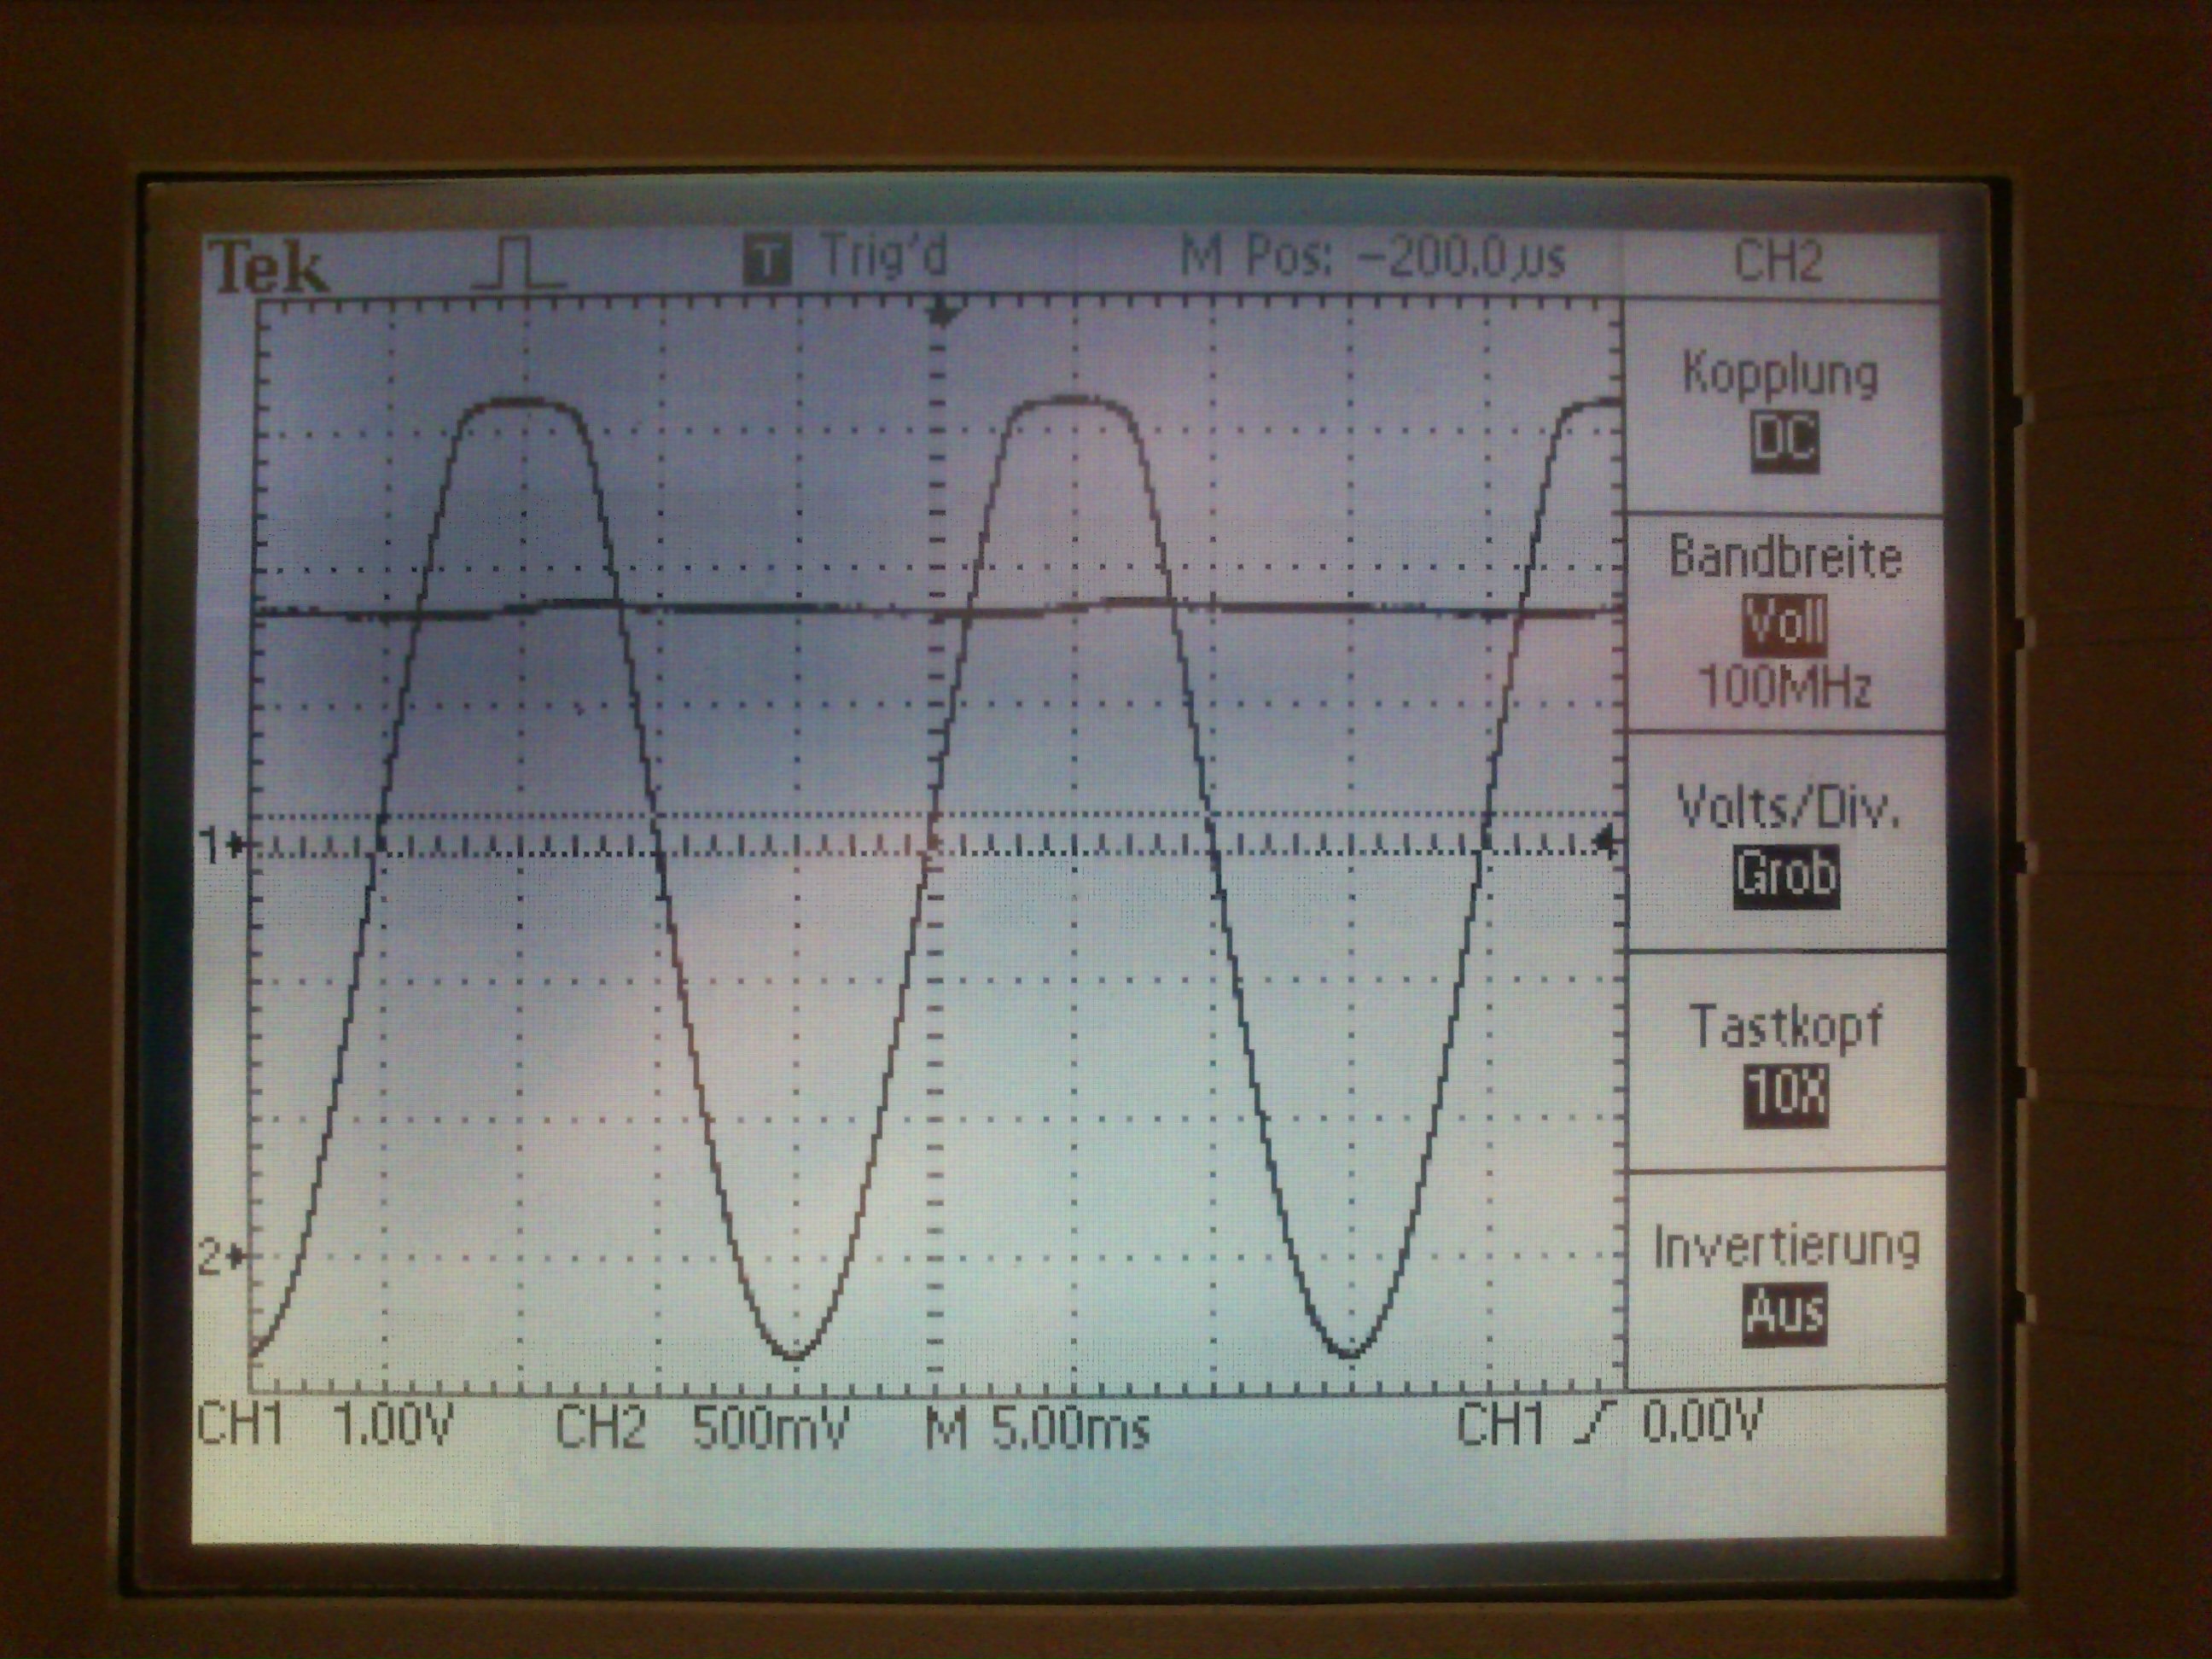 Tek T Trig'd M Pos: -200.0µs CH2
Kopplung
DC
Bandbreite
Voll
100MHz
1
Volts/Div.
Grob
Tastkopf
10X
2
Invertierung
Aus
CH1 1.00V CH2 500mV M 5.00ms CH1 0.00V